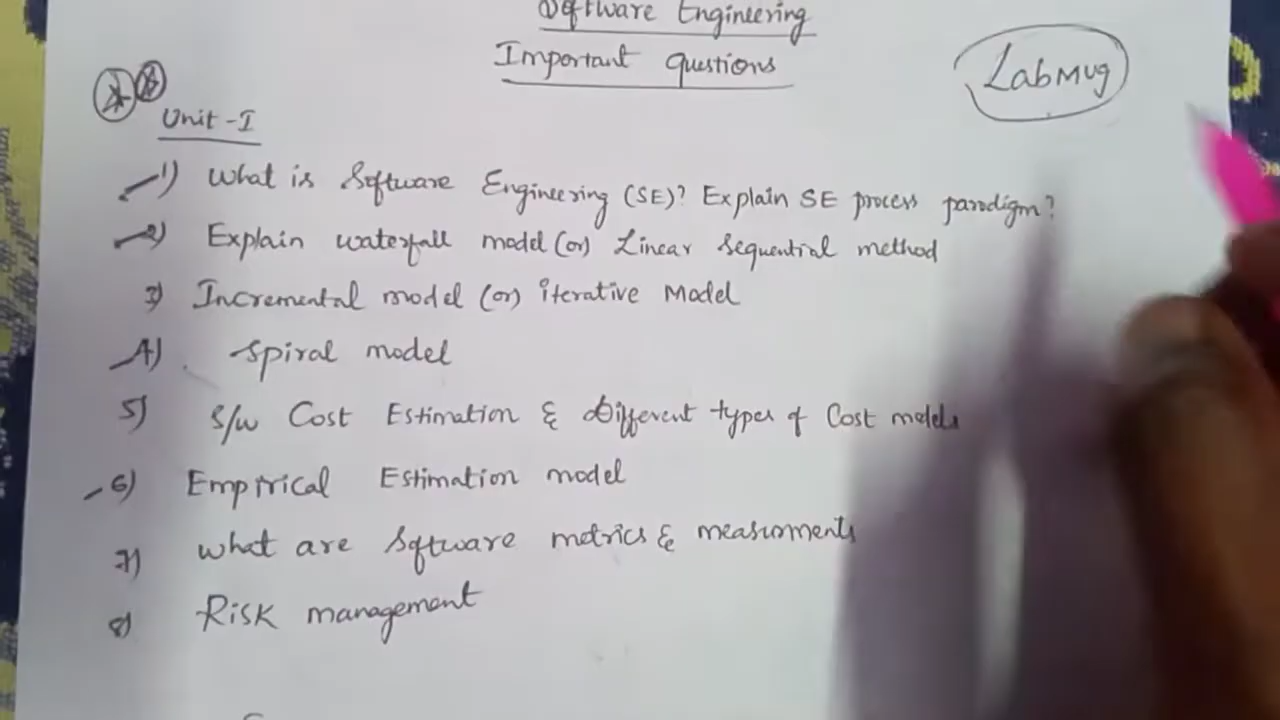 Software Engineering
Important Questions
LabMug
Unit-I
1) What is Software Engineering (SE)? Explain SE process paradigm?
2) Explain waterfall model (or) Linear Sequential method
3) Incremental model (or) iterative Model
4) Spiral model
5) S/w Cost Estimation & different types of Cost models
6) Empirical Estimation model
7) What are Software metrics & measurments
8) Risk management